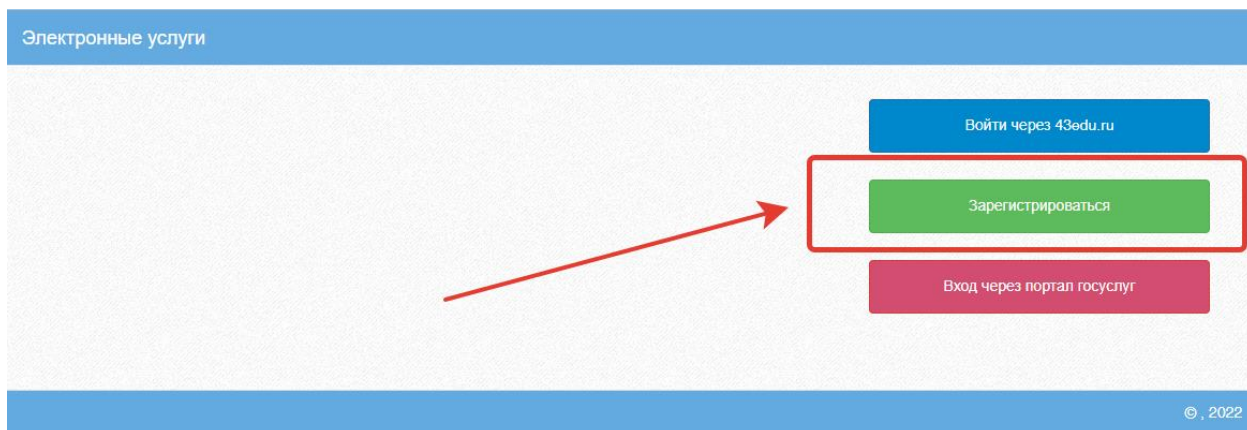 Электронные услуги
Войти через 43edu.ru
Зарегистрироваться
Вход через портал госуслуг
© , 2022